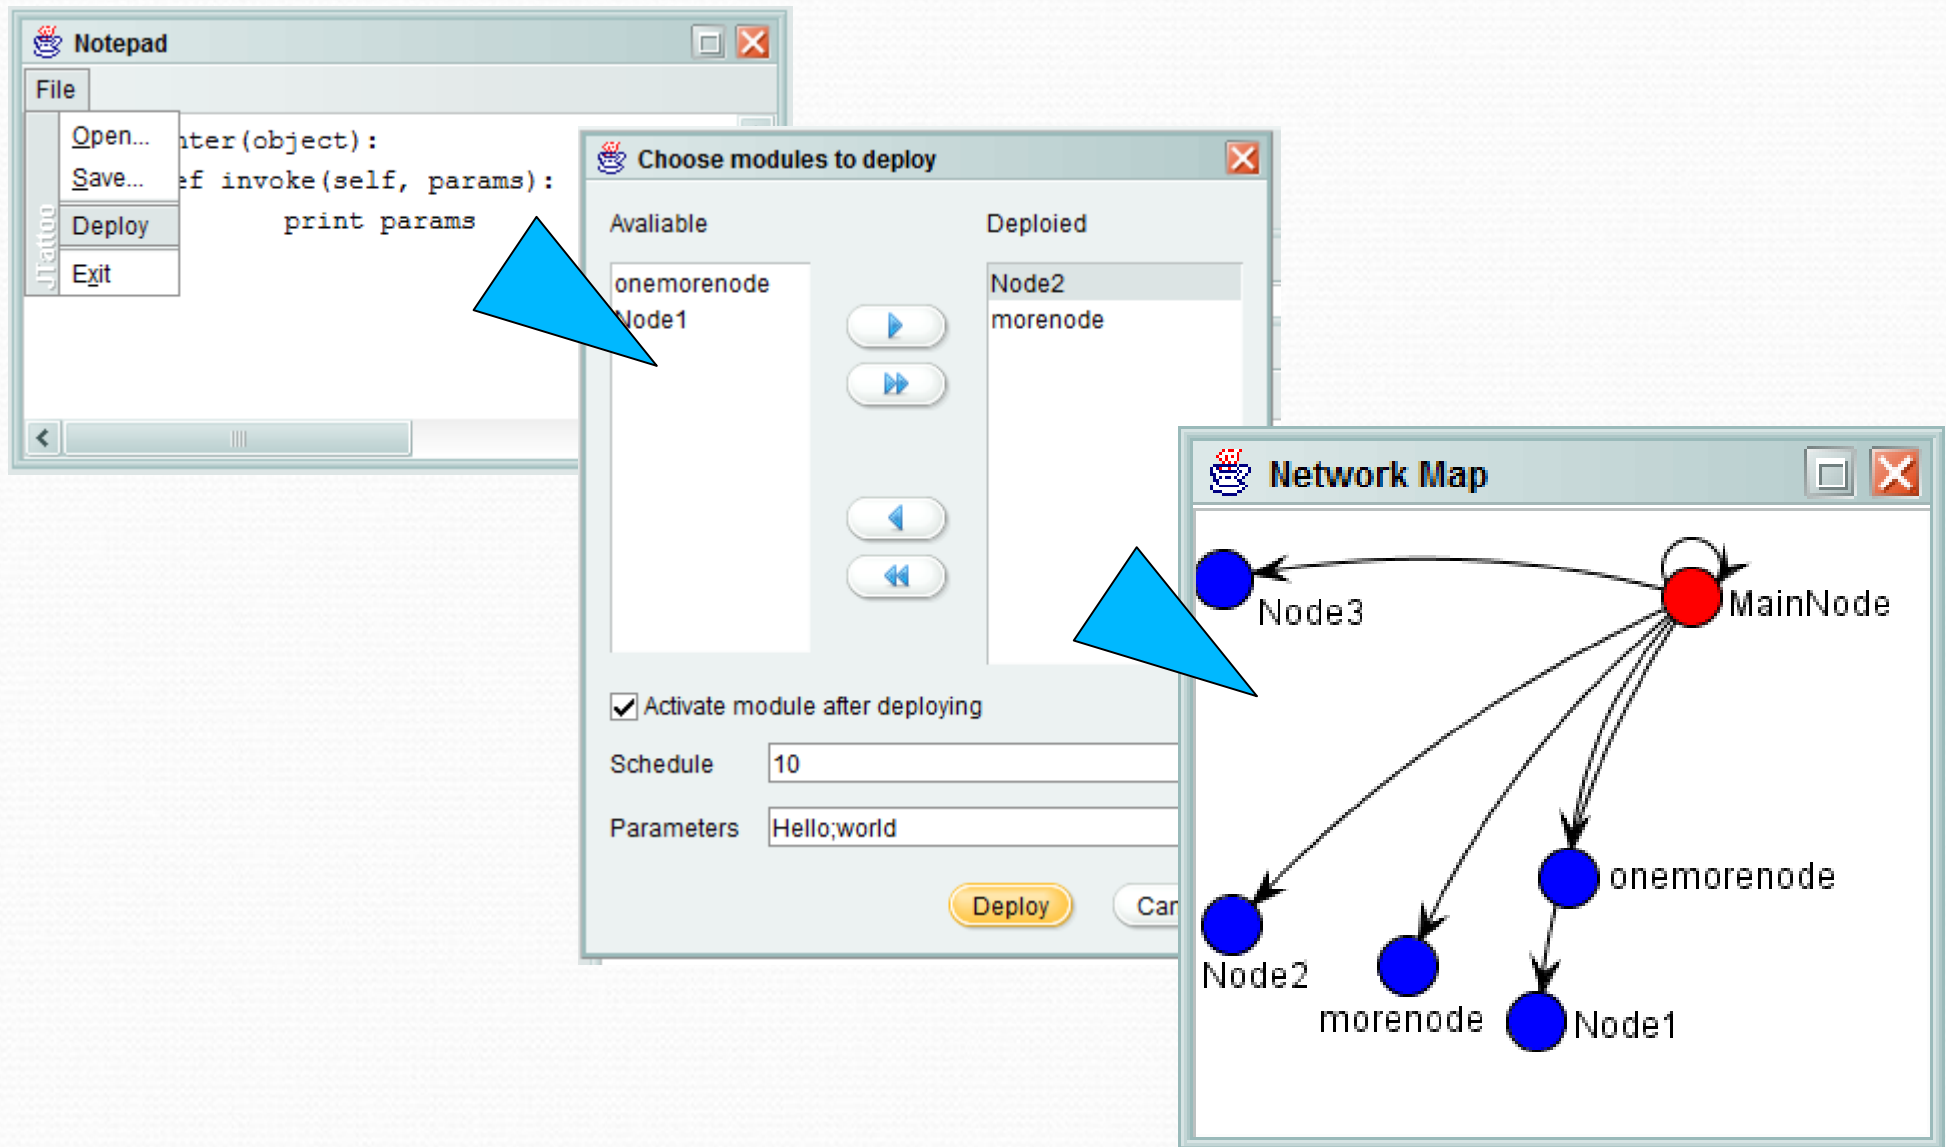 Notepad
File
Open...
Save...
Deploy
Exit
JTattoo
nter(object):
ef invoke(self, params):
print params
Choose modules to deploy
Avaliable
Deploied
onemorenode
Node1
Node2
morenode
Activate module after deploying
Schedule
10
Parameters
Hello;world
Deploy
Can
Network Map
Node3
MainNode
onemorenode
Node2
morenode
Node1